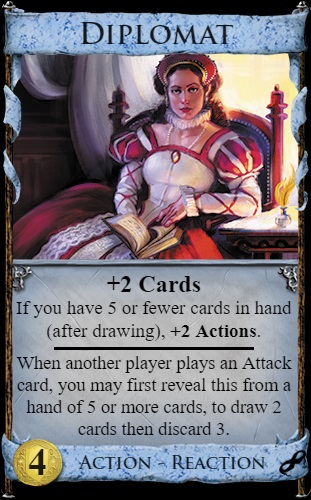 DIPLOMAT
+2 Cards
If you have 5 or fewer cards in hand
(after drawing), +2 Actions.
When another player plays an Attack
card, you may first reveal this from a
hand of 5 or more cards, to draw 2
cards then discard 3.
4 ACTION – REACTION